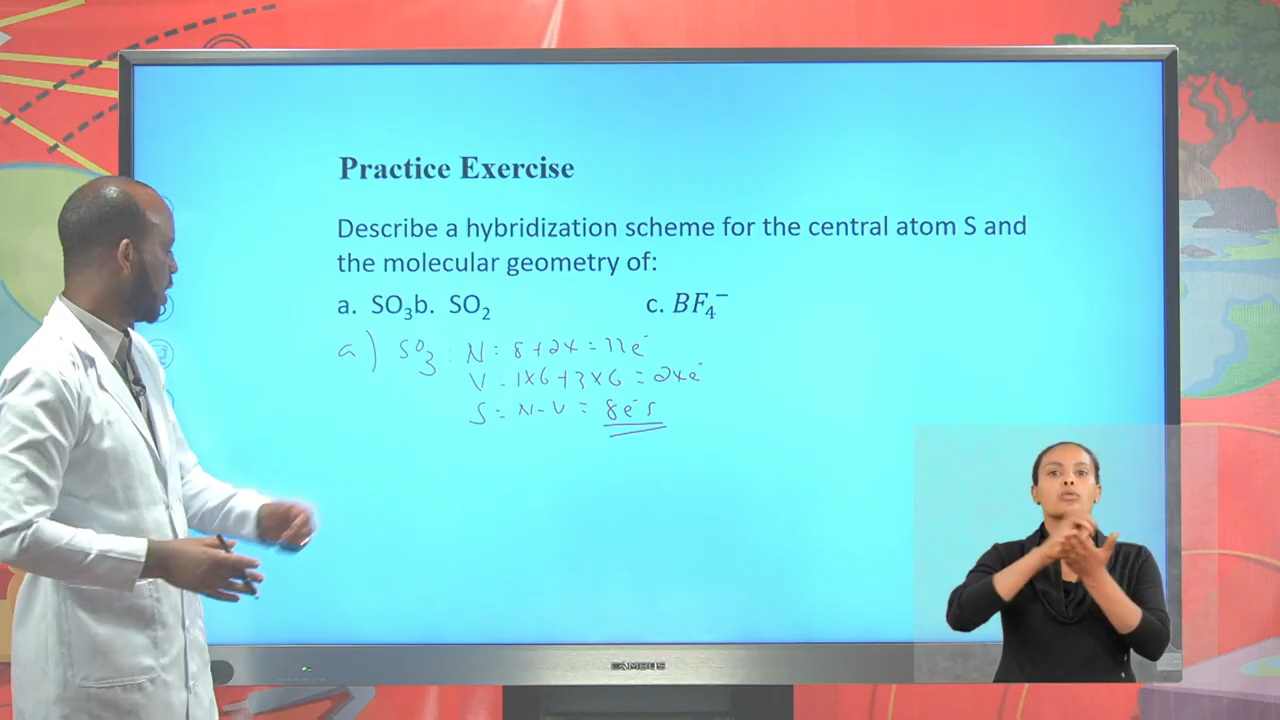 Practice Exercise
Describe a hybridization scheme for the central atom S and
the molecular geometry of:
a. SO₃b. SO₂ c. BF₄⁻
a) SO₃ : N = 8+24 = 32e⁻
V = 1x6+3x6 = 24e⁻
S = N-V = 8e⁻s